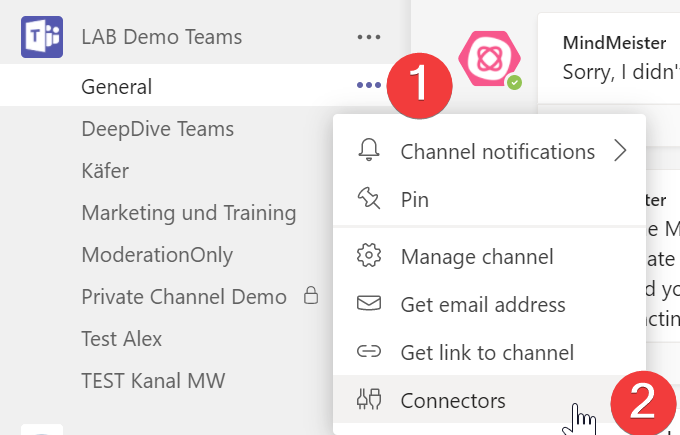 LAB Demo Teams
General
DeepDive Teams
Käfer
Marketing und Training
ModerationOnly
Private Channel Demo
Test Alex
TEST Kanal MW
1
Channel notifications
Pin
Manage channel
Get email address
Get link to channel
Connectors
2
MindMeister
Sorry, I didn'